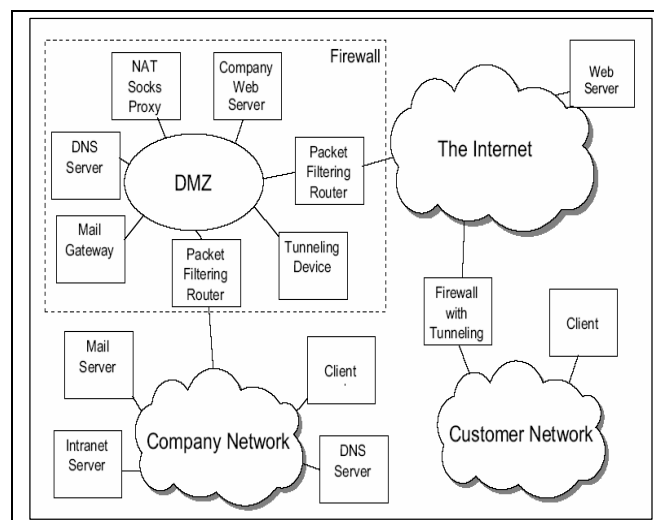 Firewall
NAT
Socks
Proxy
Company
Web
Server
Web
Server
DNS
Server
DMZ
Packet
Filtering
Router
The Internet
Mail
Gateway
Packet
Filtering
Router
Tunneling
Device
Firewall
with
Tunneling
Client
Mail
Server
Client
Intranet
Server
Company Network
DNS
Server
Customer Network